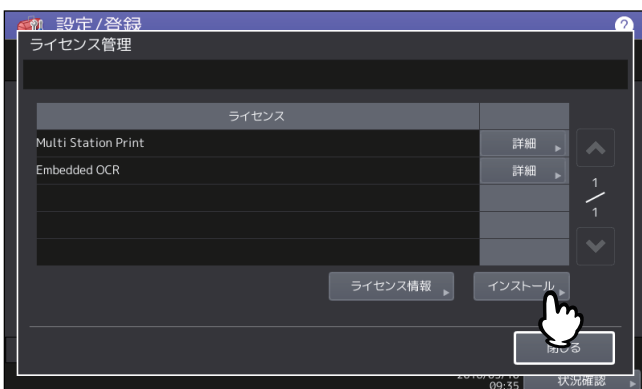 設定/登録
?
ライセンス管理
ライセンス
Multi Station Print
詳細
Embedded OCR
詳細
1
1
ライセンス情報
インストール
閉じる
09:35
状況確認